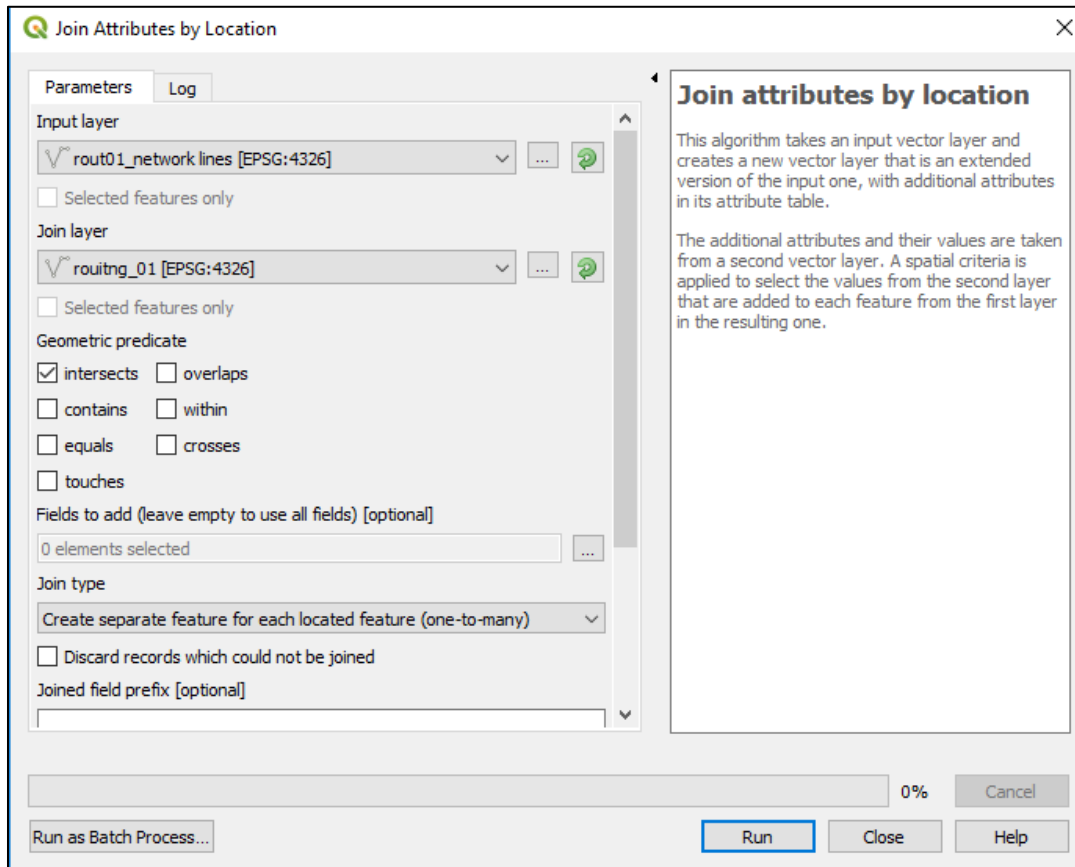 Join Attributes by Location
Parameters
Log
Input layer
rout01_network lines [EPSG:4326]
...
Selected features only
Join layer
rouitng_01 [EPSG:4326]
...
Selected features only
Geometric predicate
intersects
overlaps
contains
within
equals
crosses
touches
Fields to add (leave empty to use all fields) [optional]
0 elements selected
...
Join type
Create separate feature for each located feature (one-to-many)
Discard records which could not be joined
Joined field prefix [optional]
Join attributes by location
This algorithm takes an input vector layer and
creates a new vector layer that is an extended
version of the input one, with additional attributes
in its attribute table.
The additional attributes and their values are taken
from a second vector layer. A spatial criteria is
applied to select the values from the second layer
that are added to each feature from the first layer
in the resulting one.
0%
Cancel
Run as Batch Process...
Run
Close
Help